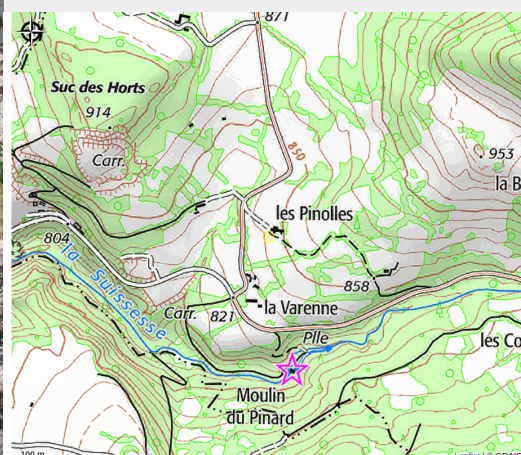 871
Suc des Horts
914
Carr.
850
953
la B
les Pinolles
804
la Suissesse
858
Carr.
821
la Varenne
Plle
les Co
Moulin
du Pinard
100 m